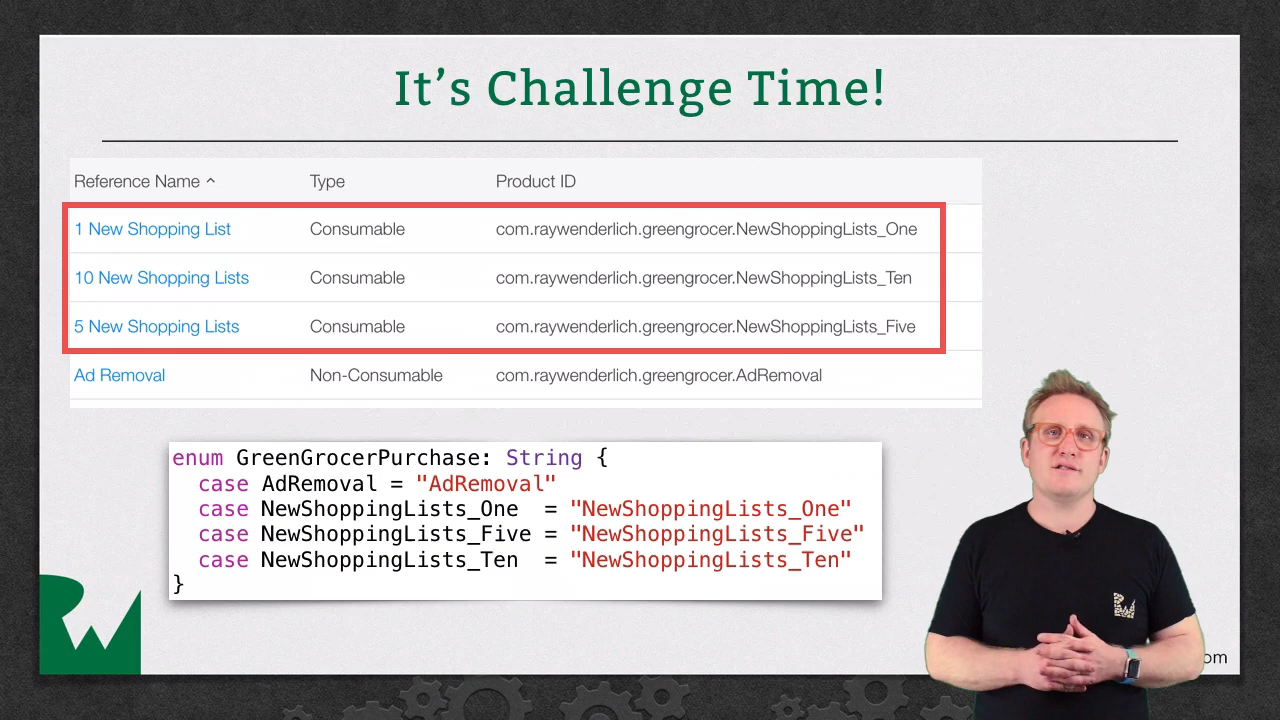 It’s Challenge Time!
Reference Name ^ Type Product ID
1 New Shopping List Consumable com.raywenderlich.greengrocer.NewShoppingLists_One
10 New Shopping Lists Consumable com.raywenderlich.greengrocer.NewShoppingLists_Ten
5 New Shopping Lists Consumable com.raywenderlich.greengrocer.NewShoppingLists_Five
Ad Removal Non-Consumable com.raywenderlich.greengrocer.AdRemoval
enum GreenGrocerPurchase: String {
case AdRemoval = "AdRemoval"
case NewShoppingLists_One = "NewShoppingLists_One"
case NewShoppingLists_Five = "NewShoppingLists_Five"
case NewShoppingLists_Ten = "NewShoppingLists_Ten"
}
RW
RW